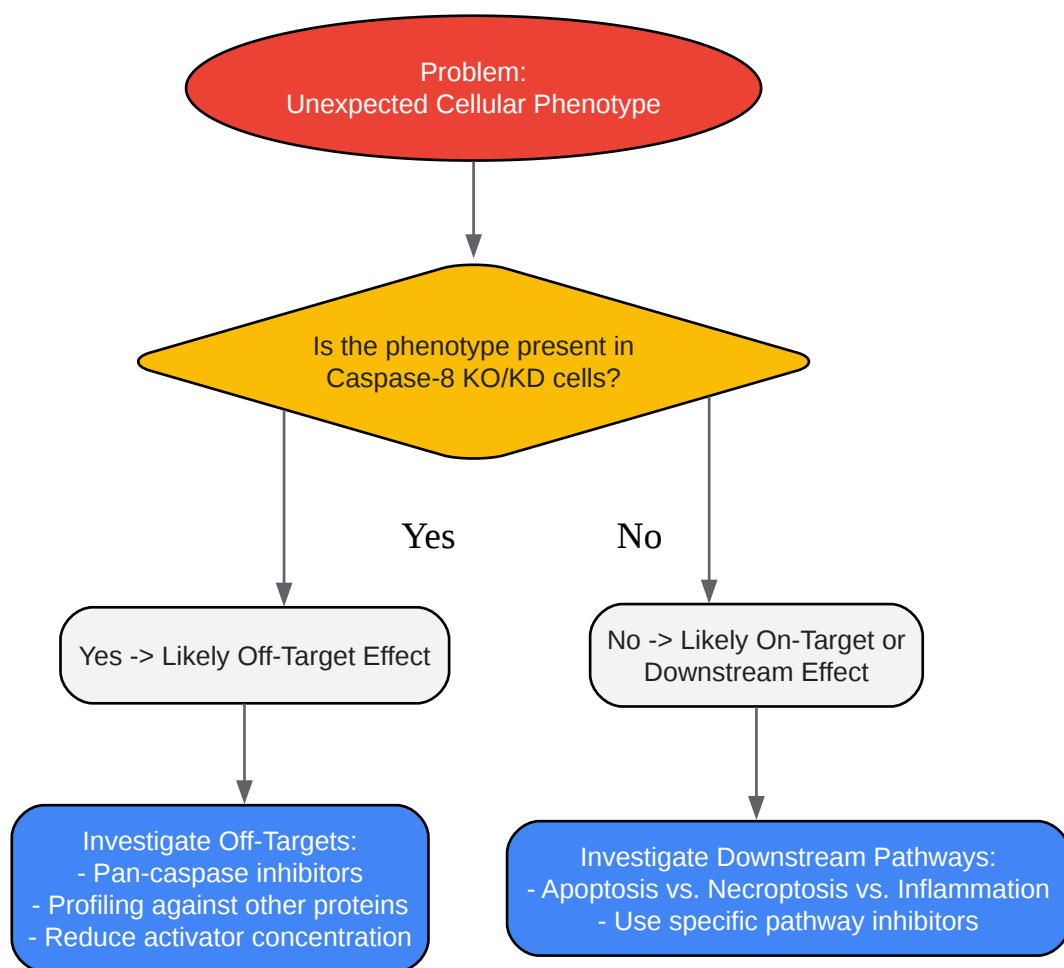 Problem:
Unexpected Cellular Phenotype
Is the phenotype present in
Caspase-8 KO/KD cells?
Yes
No
Yes -> Likely Off-Target Effect
No -> Likely On-Target or
Downstream Effect
Investigate Off-Targets:
- Pan-caspase inhibitors
- Profiling against other proteins
- Reduce activator concentration
Investigate Downstream Pathways:
- Apoptosis vs. Necroptosis vs. Inflammation
- Use specific pathway inhibitors